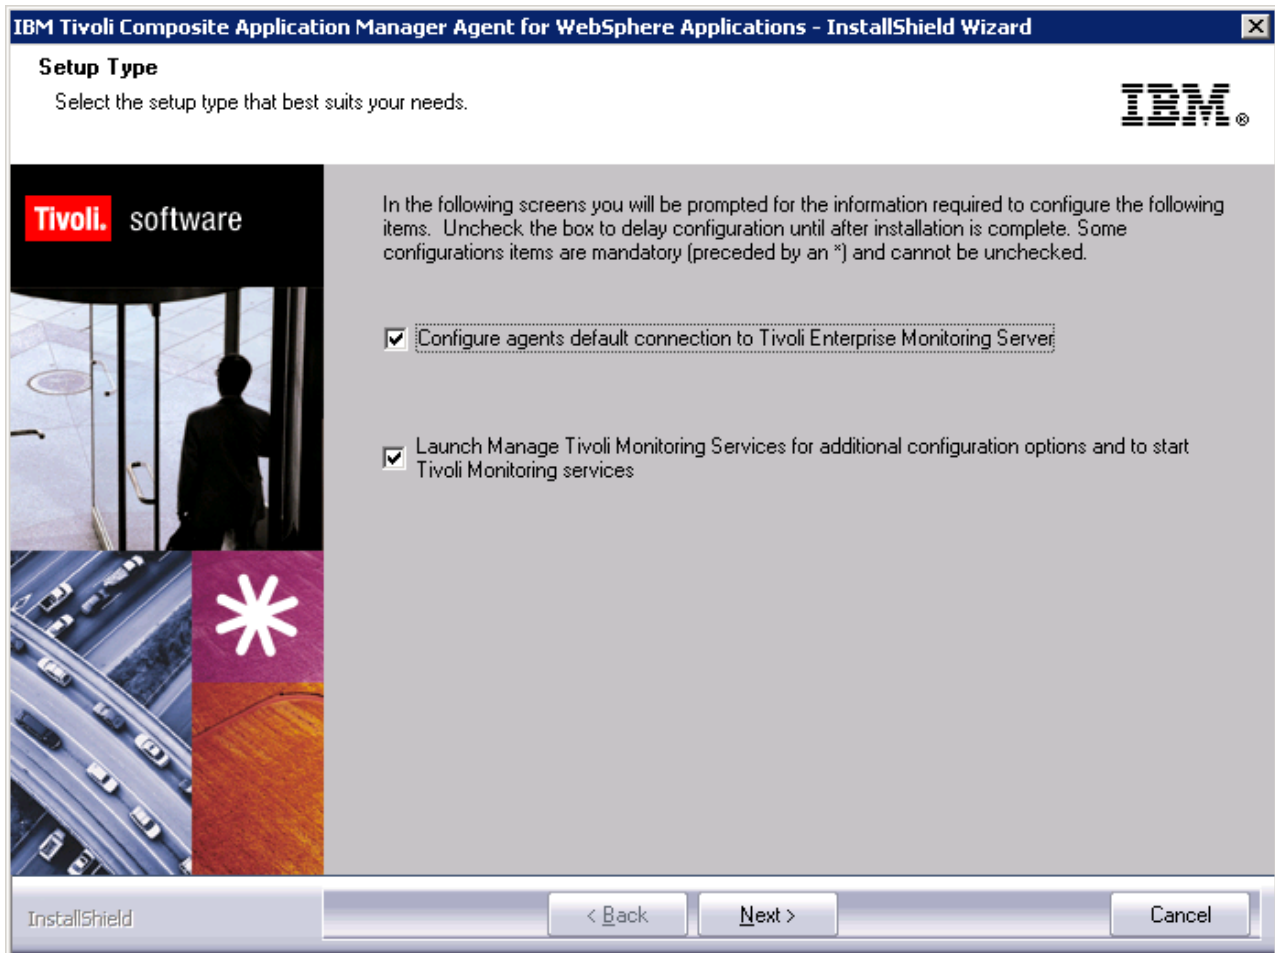 IBM Tivoli Composite Application Manager Agent for WebSphere Applications - InstallShield Wizard
Setup Type
Select the setup type that best suits your needs.
IBM®
Tivoli. software
In the following screens you will be prompted for the information required to configure the following
items. Uncheck the box to delay configuration until after installation is complete. Some
configurations items are mandatory (preceded by an *) and cannot be unchecked.
Configure agents default connection to Tivoli Enterprise Monitoring Server
Launch Manage Tivoli Monitoring Services for additional configuration options and to start
Tivoli Monitoring services
InstallShield
< Back
Next >
Cancel